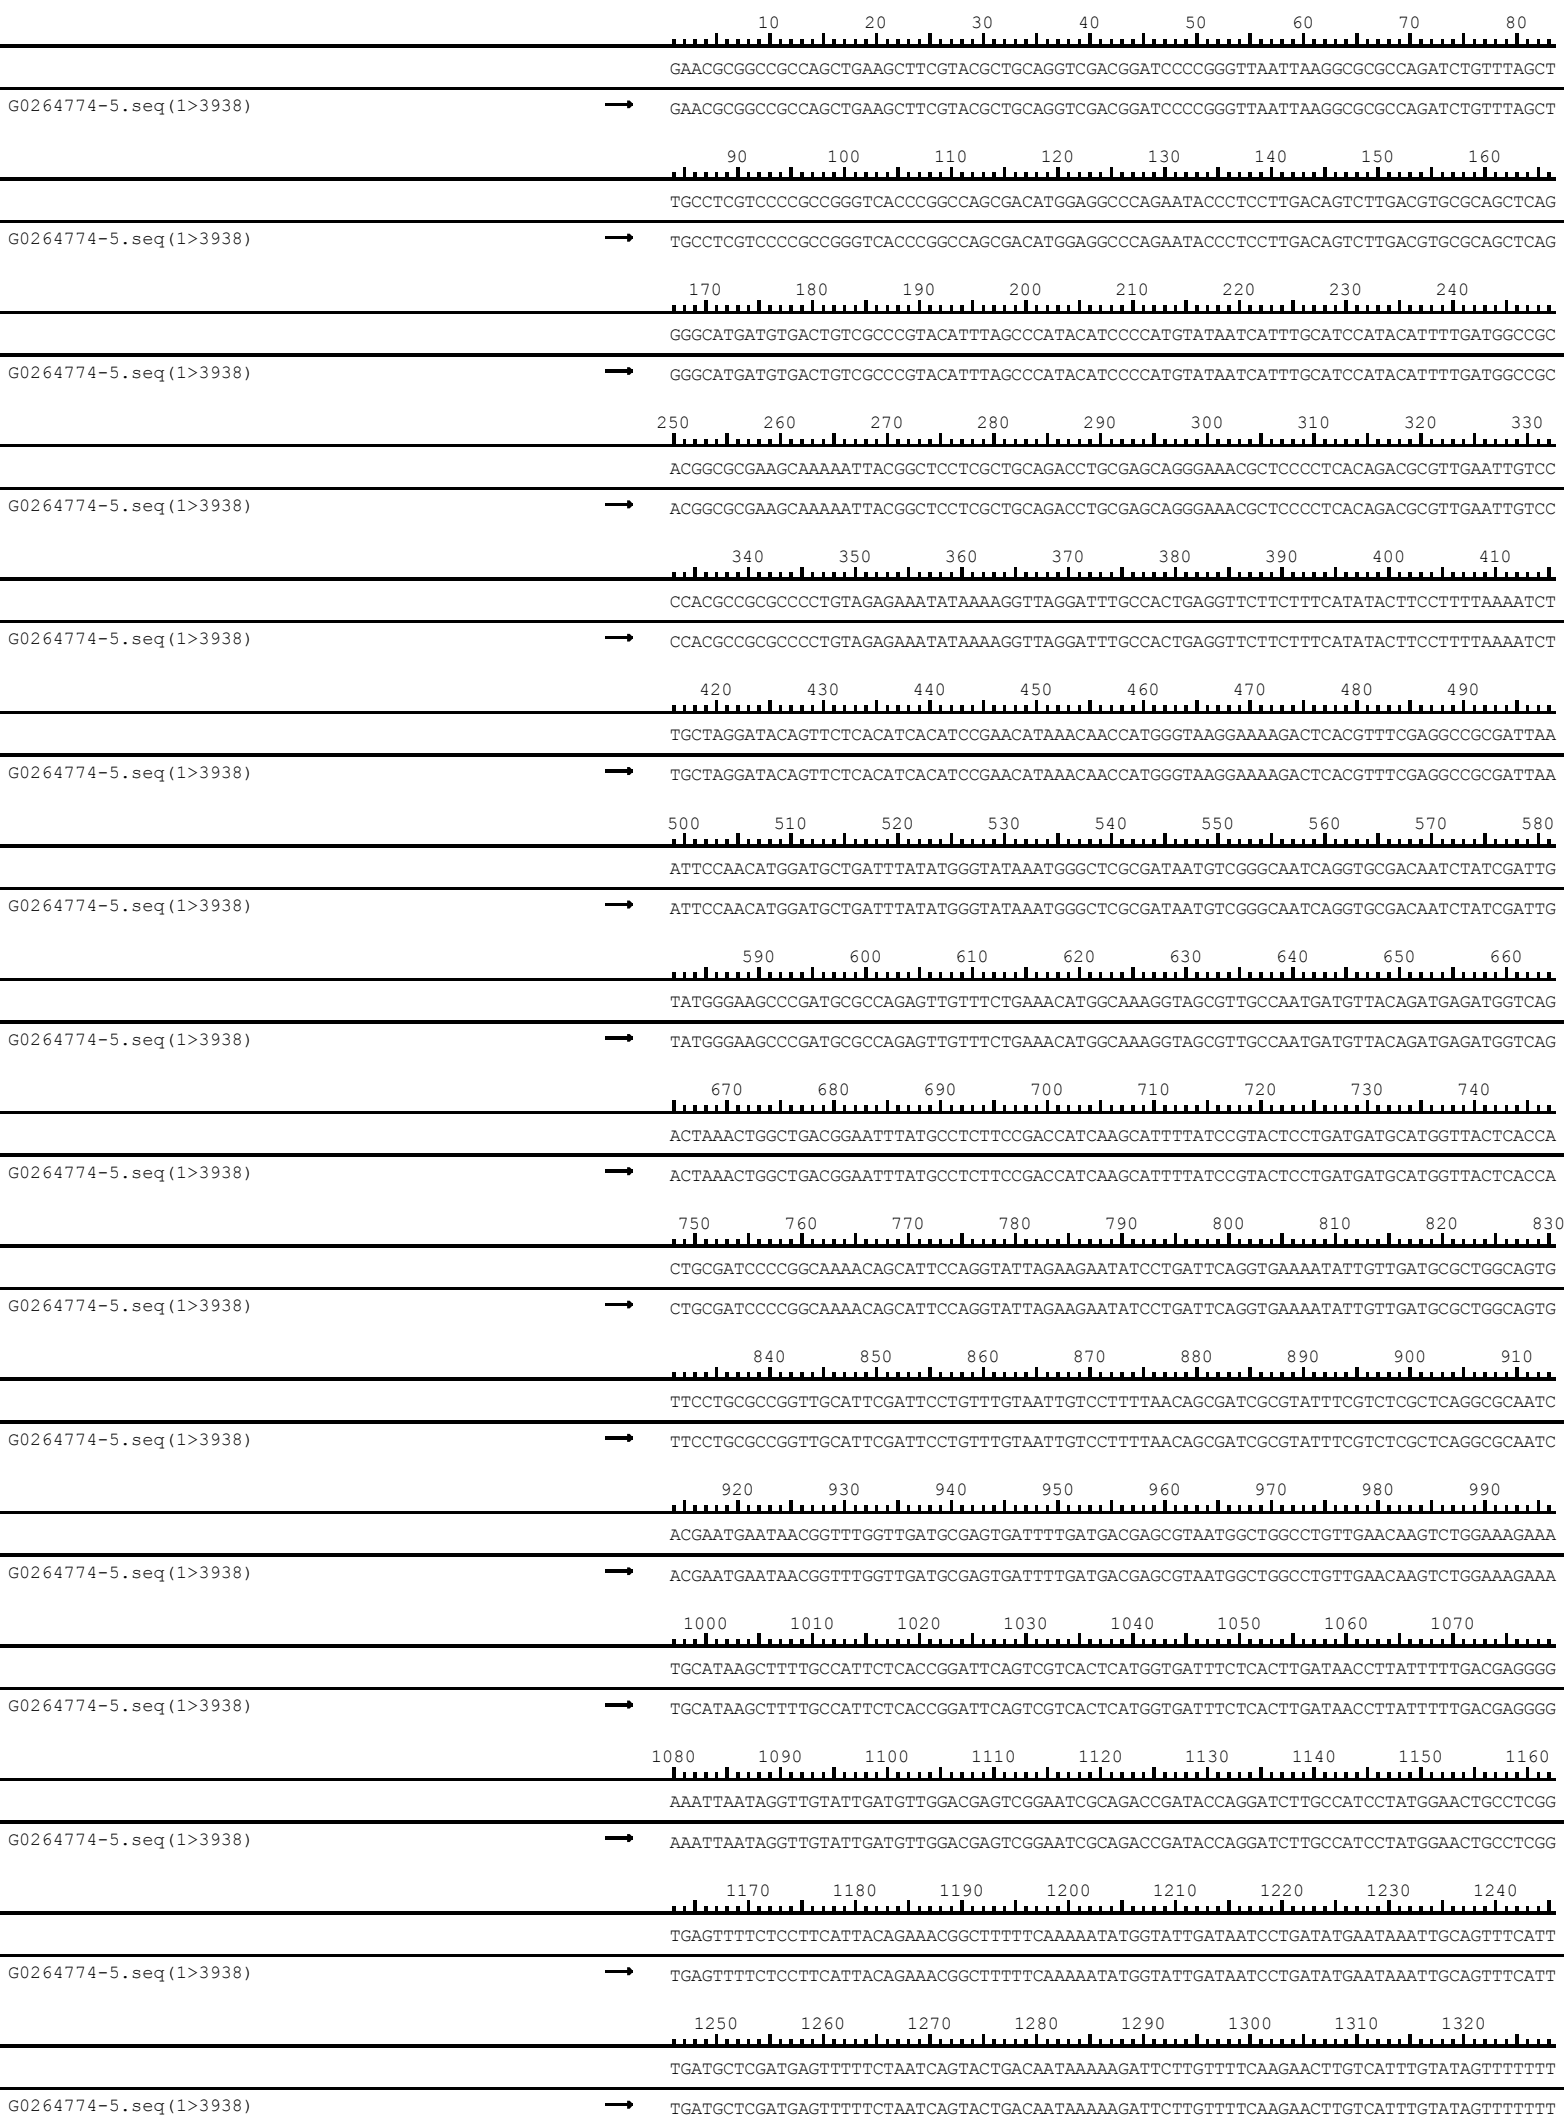 10 20 30 40 50 60 70 80
GAACGCGGCCGCCAGCTGAAGCTTCGTACGCTGCAGGTCGACGGATCCCCGGGTTAATTAAGGCGCGCCAGATCTGTTTAGCT
G0264774-5.seq(1>3938) → GAACGCGGCCGCCAGCTGAAGCTTCGTACGCTGCAGGTCGACGGATCCCCGGGTTAATTAAGGCGCGCCAGATCTGTTTAGCT
90 100 110 120 130 140 150 160
TGCCTCGTCCCCGCCGGGTCACCCGGCCAGCGACATGGAGGCCCAGAATACCCTCCTTGACAGTCTTGACGTGCGCAGCTCAG
G0264774-5.seq(1>3938) → TGCCTCGTCCCCGCCGGGTCACCCGGCCAGCGACATGGAGGCCCAGAATACCCTCCTTGACAGTCTTGACGTGCGCAGCTCAG
170 180 190 200 210 220 230 240
GGGCATGATGTGACTGTCGCCCGTACATTTAGCCCATACATCCCCATGTATAATCATTTGCATCCATACATTTTGATGGCCGC
G0264774-5.seq(1>3938) → GGGCATGATGTGACTGTCGCCCGTACATTTAGCCCATACATCCCCATGTATAATCATTTGCATCCATACATTTTGATGGCCGC
250 260 270 280 290 300 310 320 330
ACGGCGCGAAGCAAAAATTACGGCTCCTCGCTGCAGACCTGCGAGCAGGGAAACGCTCCCCTCACAGACGCGTTGAATTGTCC
G0264774-5.seq(1>3938) → ACGGCGCGAAGCAAAAATTACGGCTCCTCGCTGCAGACCTGCGAGCAGGGAAACGCTCCCCTCACAGACGCGTTGAATTGTCC
340 350 360 370 380 390 400 410
CCACGCCGCGCCCCTGTAGAGAAATATAAAAGGTTAGGATTTGCCACTGAGGTTCTTCTTTCATATACTTCCTTTTAAAATCT
G0264774-5.seq(1>3938) → CCACGCCGCGCCCCTGTAGAGAAATATAAAAGGTTAGGATTTGCCACTGAGGTTCTTCTTTCATATACTTCCTTTTAAAATCT
420 430 440 450 460 470 480 490
TGCTAGGATACAGTTCTCACATCACATCCGAACATAAACAACCATGGGTAAGGAAAAGACTCACGTTTCGAGGCCGCGATTAA
G0264774-5.seq(1>3938) → TGCTAGGATACAGTTCTCACATCACATCCGAACATAAACAACCATGGGTAAGGAAAAGACTCACGTTTCGAGGCCGCGATTAA
500 510 520 530 540 550 560 570 580
ATTCCAACATGGATGCTGATTTATATGGGTATAAATGGGCTCGCGATAATGTCGGGCAATCAGGTGCGACAATCTATCGATTG
G0264774-5.seq(1>3938) → ATTCCAACATGGATGCTGATTTATATGGGTATAAATGGGCTCGCGATAATGTCGGGCAATCAGGTGCGACAATCTATCGATTG
590 600 610 620 630 640 650 660
TATGGGAAGCCCGATGCGCCAGAGTTGTTTCTGAAACATGGCAAAGGTAGCGTTGCCAATGATGTTACAGATGAGATGGTCAG
G0264774-5.seq(1>3938) → TATGGGAAGCCCGATGCGCCAGAGTTGTTTCTGAAACATGGCAAAGGTAGCGTTGCCAATGATGTTACAGATGAGATGGTCAG
670 680 690 700 710 720 730 740
ACTAAACTGGCTGACGGAATTTATGCCTCTTCCGACCATCAAGCATTTTATCCGTACTCCTGATGATGCATGGTTACTCACCA
G0264774-5.seq(1>3938) → ACTAAACTGGCTGACGGAATTTATGCCTCTTCCGACCATCAAGCATTTTATCCGTACTCCTGATGATGCATGGTTACTCACCA
750 760 770 780 790 800 810 820 830
CTGCGATCCCCGGCAAAACAGCATTCCAGGTATTAGAAGAATATCCTGATTCAGGTGAAAATATTGTTGATGCGCTGGCAGTG
G0264774-5.seq(1>3938) → CTGCGATCCCCGGCAAAACAGCATTCCAGGTATTAGAAGAATATCCTGATTCAGGTGAAAATATTGTTGATGCGCTGGCAGTG
840 850 860 870 880 890 900 910
TTCCTGCGCCGGTTGCATTCGATTCCTGTTTGTAATTGTCCTTTTAACAGCGATCGCGTATTTCGTCTCGCTCAGGCGCAATC
G0264774-5.seq(1>3938) → TTCCTGCGCCGGTTGCATTCGATTCCTGTTTGTAATTGTCCTTTTAACAGCGATCGCGTATTTCGTCTCGCTCAGGCGCAATC
920 930 940 950 960 970 980 990
ACGAATGAATAACGGTTTGGTTGATGCGAGTGATTTTGATGACGAGCGTAATGGCTGGCCTGTTGAACAAGTCTGGAAAGAAA
G0264774-5.seq(1>3938) → ACGAATGAATAACGGTTTGGTTGATGCGAGTGATTTTGATGACGAGCGTAATGGCTGGCCTGTTGAACAAGTCTGGAAAGAAA
1000 1010 1020 1030 1040 1050 1060 1070
TGCATAAGCTTTTGCCATTCTCACCGGATTCAGTCGTCACTCATGGTGATTTCTCACTTGATAACCTTATTTTTGACGAGGGG
G0264774-5.seq(1>3938) → TGCATAAGCTTTTGCCATTCTCACCGGATTCAGTCGTCACTCATGGTGATTTCTCACTTGATAACCTTATTTTTGACGAGGGG
1080 1090 1100 1110 1120 1130 1140 1150 1160
AAATTAATAGGTTGTATTGATGTTGGACGAGTCGGAATCGCAGACCGATACCAGGATCTTGCCATCCTATGGAACTGCCTCGG
G0264774-5.seq(1>3938) → AAATTAATAGGTTGTATTGATGTTGGACGAGTCGGAATCGCAGACCGATACCAGGATCTTGCCATCCTATGGAACTGCCTCGG
1170 1180 1190 1200 1210 1220 1230 1240
TGAGTTTTCTCCTTCATTACAGAAACGGCTTTTTCAAAAATATGGTATTGATAATCCTGATATGAATAAATTGCAGTTTCATT
G0264774-5.seq(1>3938) → TGAGTTTTCTCCTTCATTACAGAAACGGCTTTTTCAAAAATATGGTATTGATAATCCTGATATGAATAAATTGCAGTTTCATT
1250 1260 1270 1280 1290 1300 1310 1320
TGATGCTCGATGAGTTTTTCTAATCAGTACTGACAATAAAAAGATTCTTGTTTTCAAGAACTTGTCATTTGTATAGTTTTTTT
G0264774-5.seq(1>3938) → TGATGCTCGATGAGTTTTTCTAATCAGTACTGACAATAAAAAGATTCTTGTTTTCAAGAACTTGTCATTTGTATAGTTTTTTT